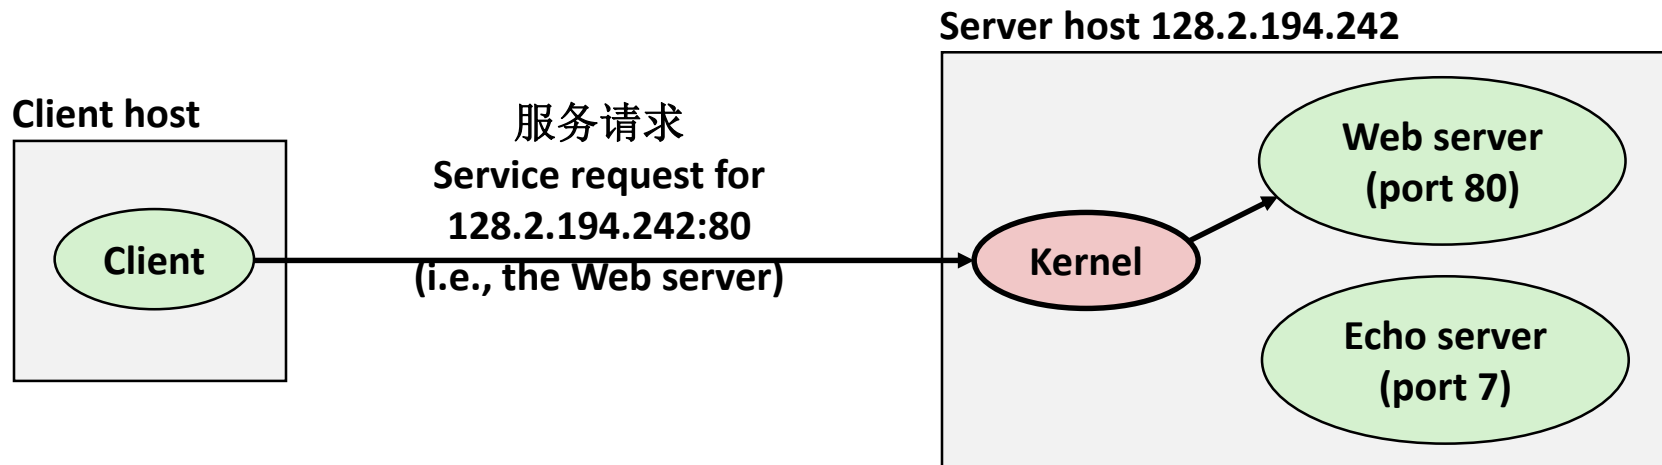 Server host 128.2.194.242
Client host
服务请求
Service request for
128.2.194.242:80
(i.e., the Web server)
Client
Kernel
Web server
(port 80)
Echo server
(port 7)